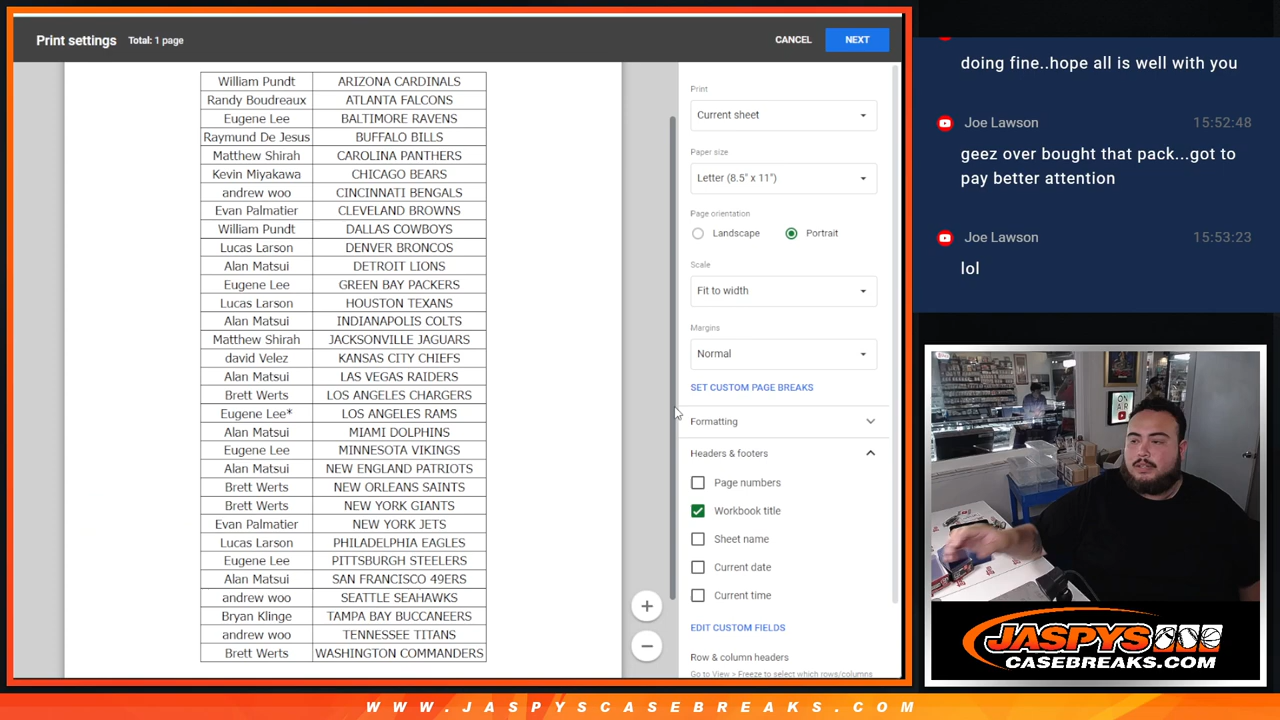 Print settings Total: 1 page CANCEL NEXT
William Pundt ARIZONA CARDINALS
Randy Boudreaux ATLANTA FALCONS
Eugene Lee BALTIMORE RAVENS
Raymund De Jesus BUFFALO BILLS
Matthew Shirah CAROLINA PANTHERS
Kevin Miyakawa CHICAGO BEARS
andrew woo CINCINNATI BENGALS
Evan Palmatier CLEVELAND BROWNS
William Pundt DALLAS COWBOYS
Lucas Larson DENVER BRONCOS
Alan Matsui DETROIT LIONS
Eugene Lee GREEN BAY PACKERS
Lucas Larson HOUSTON TEXANS
Alan Matsui INDIANAPOLIS COLTS
Matthew Shirah JACKSONVILLE JAGUARS
david Velez KANSAS CITY CHIEFS
Alan Matsui LAS VEGAS RAIDERS
Brett Werts LOS ANGELES CHARGERS
Eugene Lee* LOS ANGELES RAMS
Alan Matsui MIAMI DOLPHINS
Eugene Lee MINNESOTA VIKINGS
Alan Matsui NEW ENGLAND PATRIOTS
Brett Werts NEW ORLEANS SAINTS
Brett Werts NEW YORK GIANTS
Evan Palmatier NEW YORK JETS
Lucas Larson PHILADELPHIA EAGLES
Eugene Lee PITTSBURGH STEELERS
Alan Matsui SAN FRANCISCO 49ERS
andrew woo SEATTLE SEAHAWKS
Bryan Klinge TAMPA BAY BUCCANEERS
andrew woo TENNESSEE TITANS
Brett Werts WASHINGTON COMMANDERS
Print
Current sheet
Paper size
Letter (8.5" x 11")
Page orientation
Landscape Portrait
Scale
Fit to width
Margins
Normal
SET CUSTOM PAGE BREAKS
Formatting
Headers & footers
Page numbers
Workbook title
Sheet name
Current date
Current time
EDIT CUSTOM FIELDS
Row & column headers
Go to View > Freeze to select which rows/columns
doing fine..hope all is well with you
Joe Lawson 15:52:48
geez over bought that pack...got to
pay better attention
Joe Lawson 15:53:23
lol
ON
AIR
JASPYS
CASEBREAKS.COM
WWW.JASPYSCASEBREAKS.COM